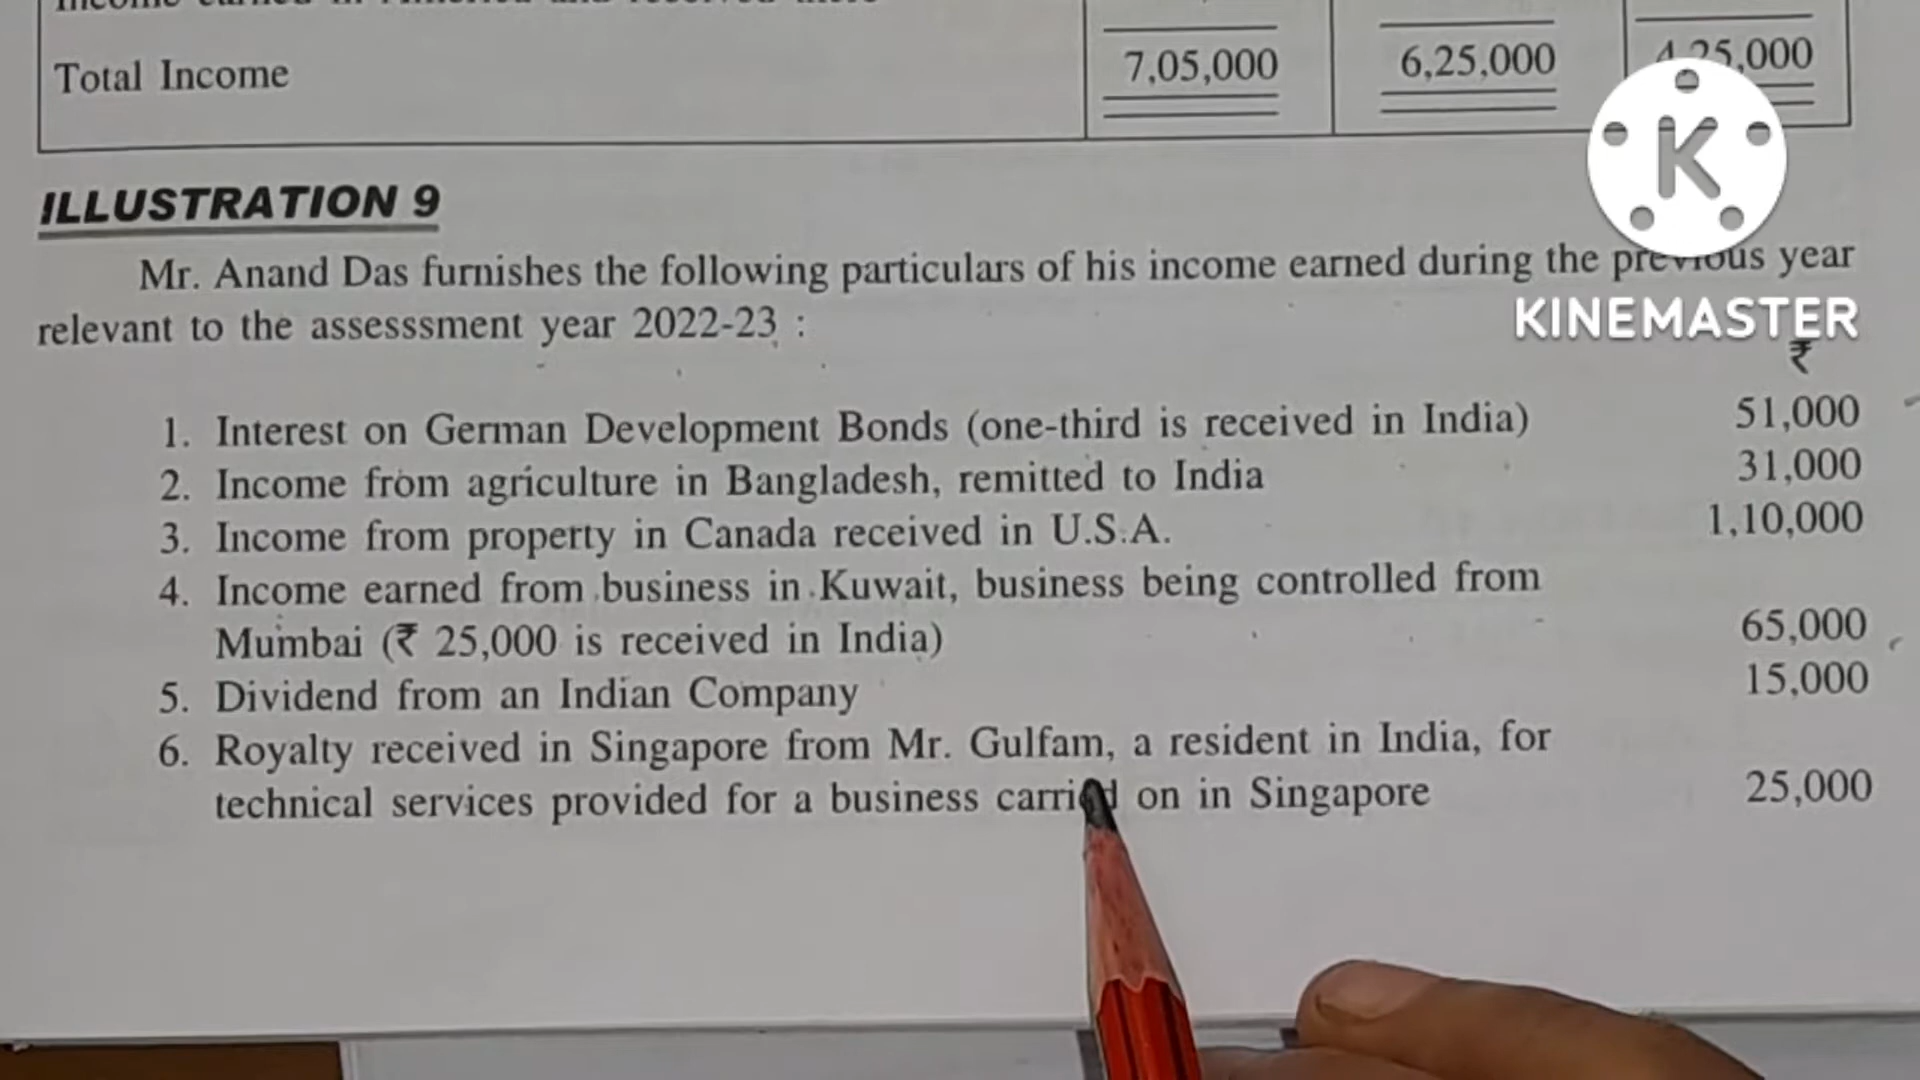 Total Income 7,05,000 6,25,000 4,25,000
ILLUSTRATION 9
Mr. Anand Das furnishes the following particulars of his income earned during the previous year
relevant to the assesssment year 2022-23 :
KINEMASTER
₹
1. Interest on German Development Bonds (one-third is received in India) 51,000
2. Income from agriculture in Bangladesh, remitted to India 31,000
3. Income from property in Canada received in U.S.A. 1,10,000
4. Income earned from business in Kuwait, business being controlled from
Mumbai (₹ 25,000 is received in India) 65,000
5. Dividend from an Indian Company 15,000
6. Royalty received in Singapore from Mr. Gulfam, a resident in India, for
technical services provided for a business carried on in Singapore 25,000